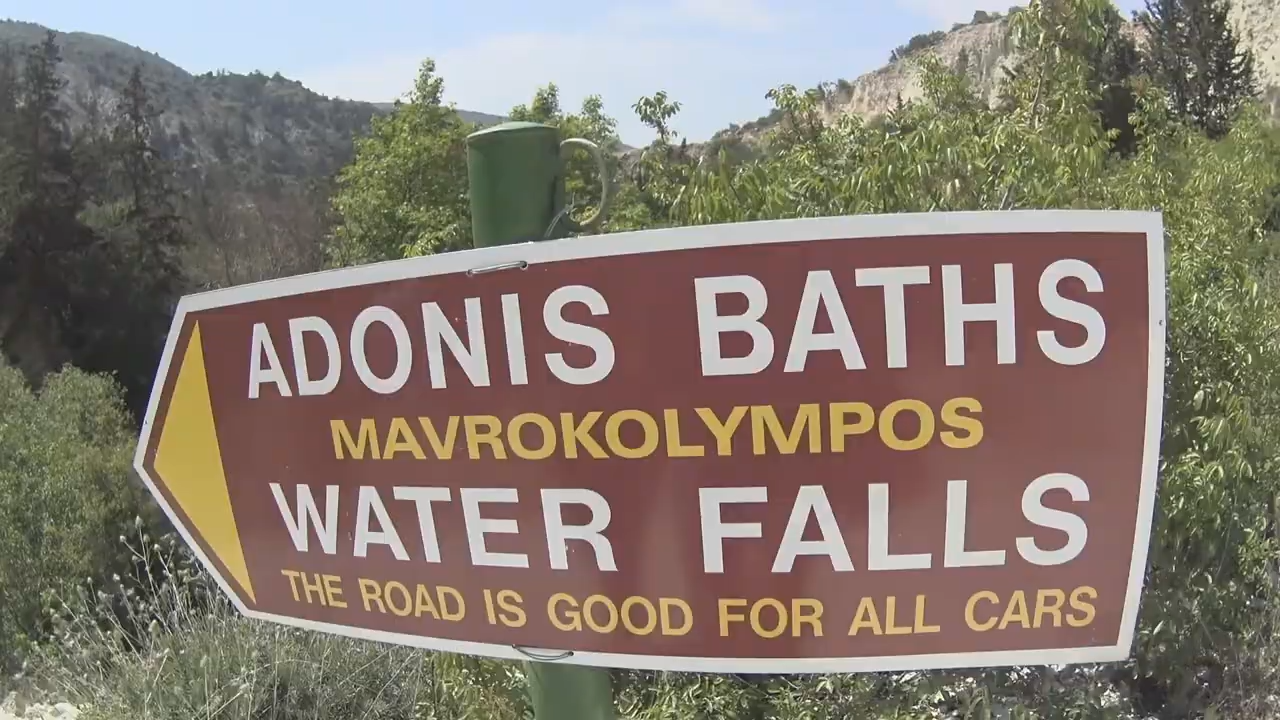 ADONIS BATHS
MAVROKOLYMPOS
WATER FALLS
THE ROAD IS GOOD FOR ALL CARS